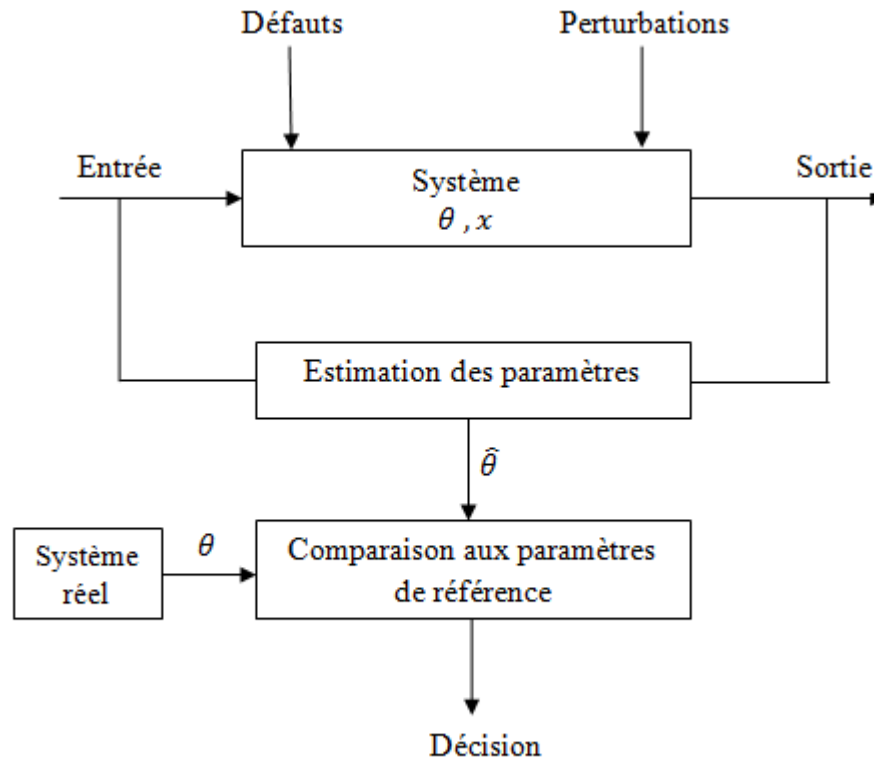 Défauts
Perturbations
Entrée
Système
θ , x
Sortie
Estimation des paramètres
θ̂
Système
réel
θ
Comparaison aux paramètres
de référence
Décision